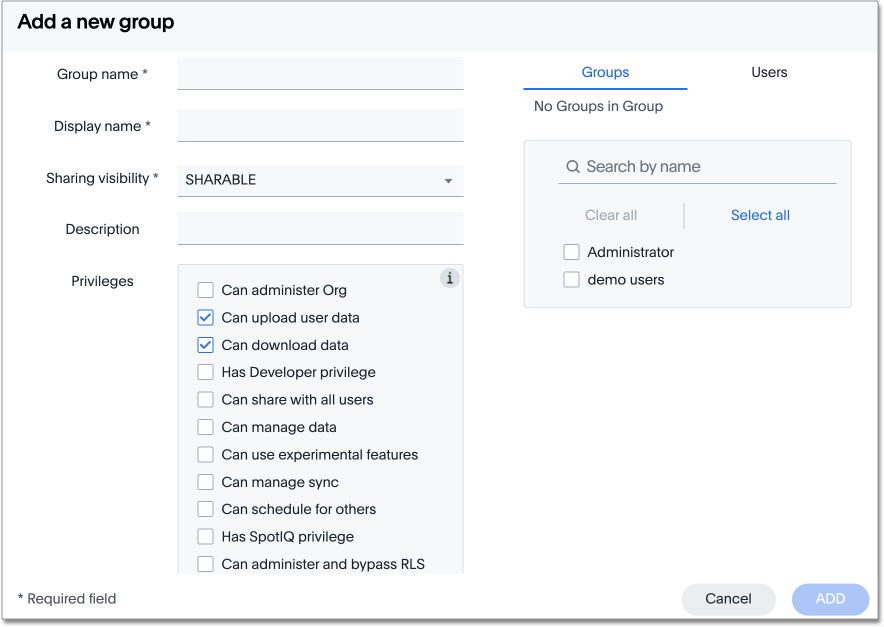 Add a new group
Group name *
Display name *
Sharing visibility * SHARABLE
Description
Privileges
i
Can administer Org
Can upload user data
Can download data
Has Developer privilege
Can share with all users
Can manage data
Can use experimental features
Can manage sync
Can schedule for others
Has SpotIQ privilege
Can administer and bypass RLS
Groups Users
No Groups in Group
Search by name
Clear all Select all
Administrator
demo users
* Required field
Cancel ADD